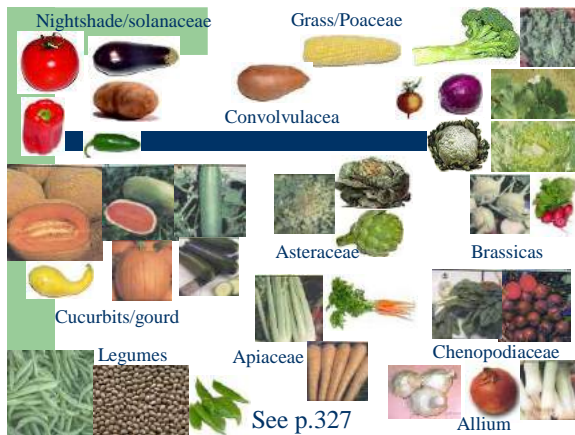 Nightshade/solanaceae
Grass/Poaceae
Convolvulacea
Asteraceae
Brassicas
Cucurbits/gourd
Legumes
Apiaceae
Chenopodiaceae
See p.327
Allium